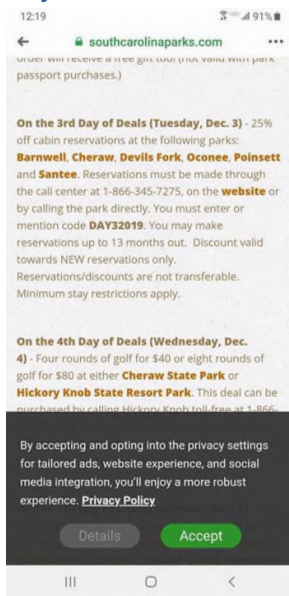 12:19
91%
southcarolinaparks.com
order will receive a free gift too! (not valid with park
passport purchases.)
On the 3rd Day of Deals (Tuesday, Dec. 3) - 25%
off cabin reservations at the following parks:
Barnwell, Cheraw, Devils Fork, Oconee, Poinsett
and Santee. Reservations must be made through
the call center at 1-866-345-7275, on the website or
by calling the park directly. You must enter or
mention code DAY32019. You may make
reservations up to 13 months out. Discount valid
towards NEW reservations only.
Reservations/discounts are not transferable.
Minimum stay restrictions apply.
On the 4th Day of Deals (Wednesday, Dec.
4) - Four rounds of golf for $40 or eight rounds of
golf for $80 at either Cheraw State Park or
Hickory Knob State Resort Park. This deal can be
purchased by calling Hickory Knob toll-free at 1-866-
By accepting and opting into the privacy settings
for tailored ads, website experience, and social
media integration, you'll enjoy a more robust
experience. Privacy Policy
Details
Accept